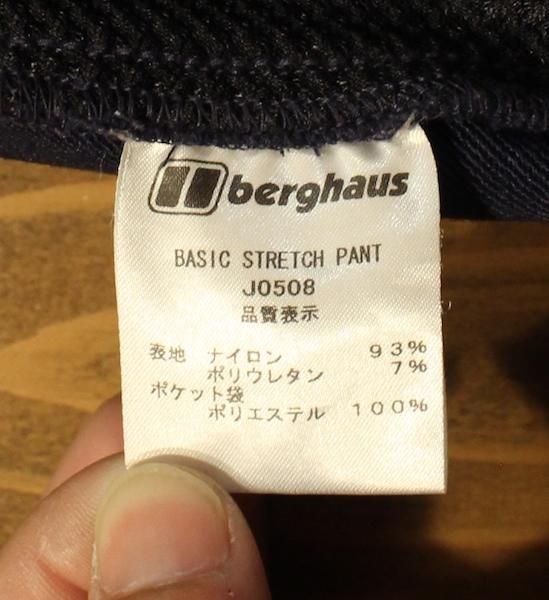 berghaus
BASIC STRETCH PANT
J0508
品質表示
表地 ナイロン 93%
ポリウレタン 7%
ポケット袋
ポリエステル 100%